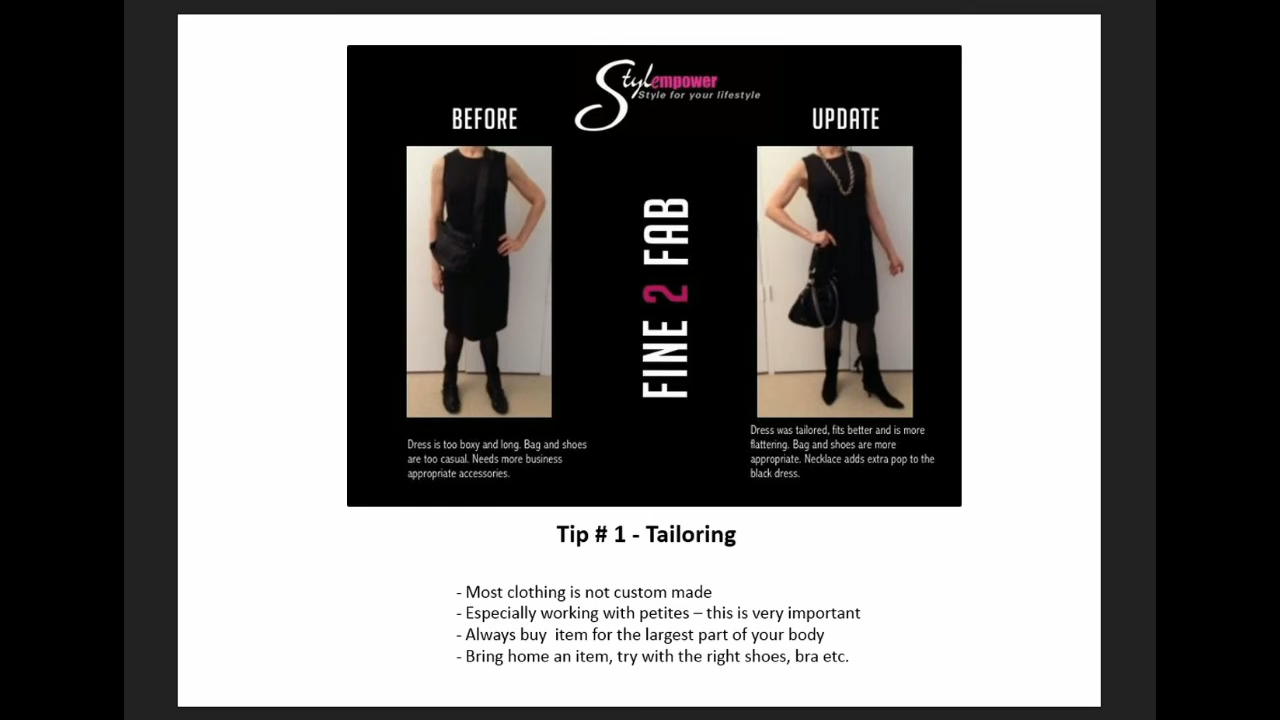 Stylempower
Style for your lifestyle
BEFORE
UPDATE
FINE 2 FAB
Dress is too boxy and long. Bag and shoes
are too casual. Needs more business
appropriate accessories.
Dress was tailored, fits better and is more
flattering. Bag and shoes are more
appropriate. Necklace adds extra pop to the
black dress.
Tip # 1 - Tailoring
- Most clothing is not custom made
- Especially working with petites – this is very important
- Always buy  item for the largest part of your body
- Bring home an item, try with the right shoes, bra etc.